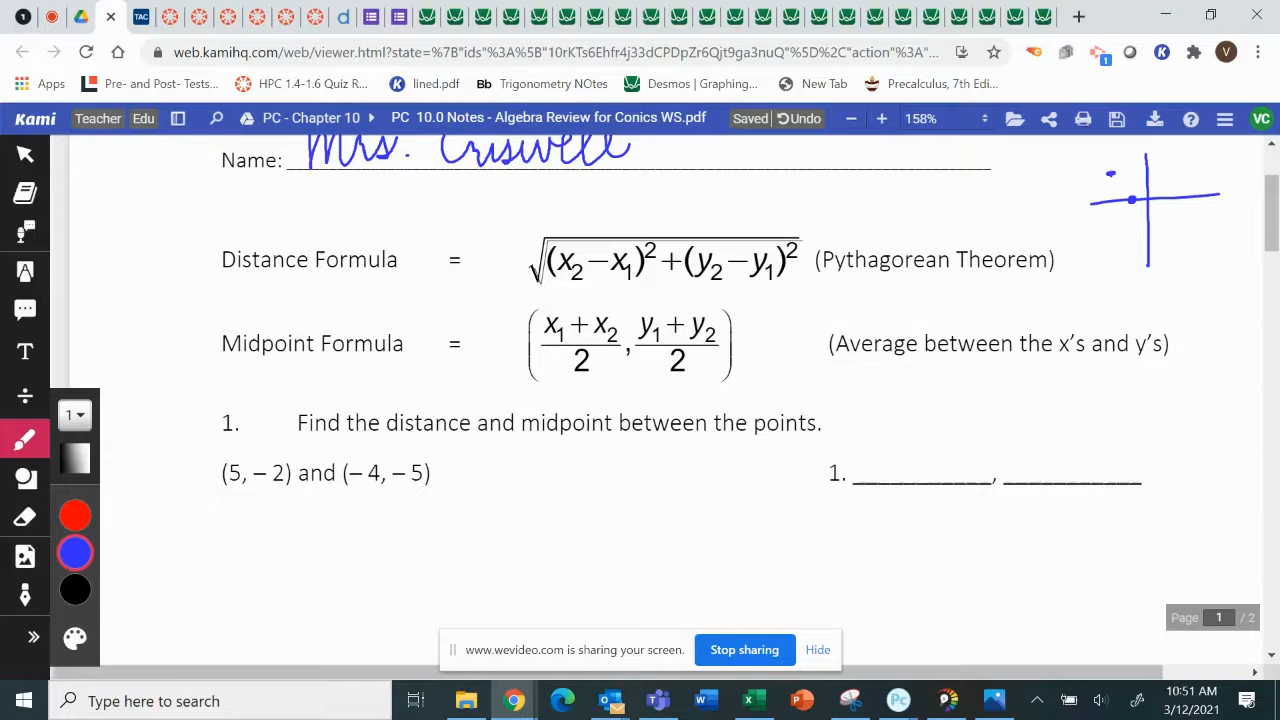 web.kamihq.com/web/viewer.html?state=%7B"ids"%3A%5B"10rKTs6Ehfr4j33dCPDpZr6Qjt9ga3nuQ"%5D%2C"action"%3A"...
Apps Pre- and Post- Tests... HPC 1.4-1.6 Quiz R... lined.pdf Bb Trigonometry NOtes Desmos | Graphing... New Tab Precalculus, 7th Edi...
Kami Teacher Edu PC - Chapter 10 PC 10.0 Notes - Algebra Review for Conics WS.pdf Saved Undo 158% VC
Name: Mrs. Criswell
Distance Formula = √(x₂−x₁)²+(y₂−y₁)² (Pythagorean Theorem)
Midpoint Formula = (x₁+x₂/2, y₁+y₂/2) (Average between the x's and y's)
1. Find the distance and midpoint between the points.
(5, – 2) and (– 4, – 5) 1. ___________, ___________
Page 1 / 2
www.wevideo.com is sharing your screen. Stop sharing Hide
Type here to search
10:51 AM
3/12/2021